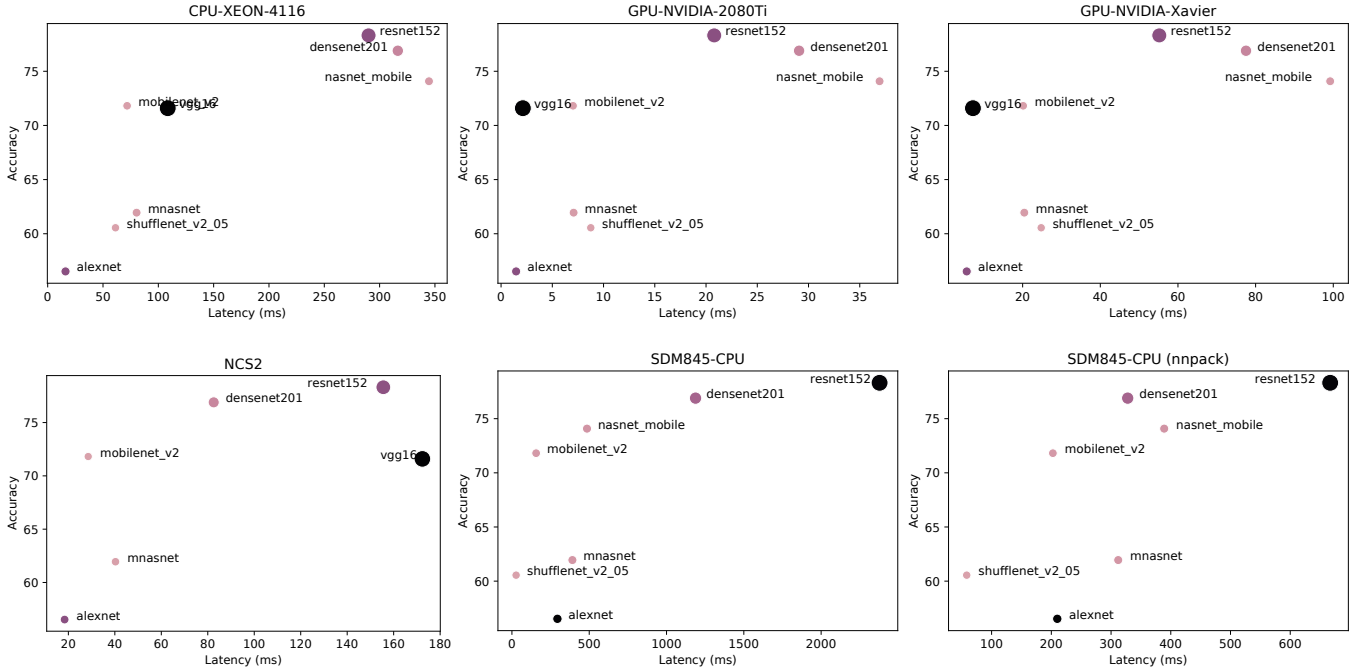 CPU-XEON-4116
Accuracy
75
70
65
60
resnet152
densenet201
nasnet_mobile
mobilenet_v2
vgg16
mnasnet
shufflenet_v2_05
alexnet
0 50 100 150 200 250 300 350
Latency (ms)
GPU-NVIDIA-2080Ti
Accuracy
75
70
65
60
resnet152
densenet201
nasnet_mobile
vgg16
mobilenet_v2
mnasnet
shufflenet_v2_05
alexnet
0 5 10 15 20 25 30 35
Latency (ms)
GPU-NVIDIA-Xavier
Accuracy
75
70
65
60
resnet152
densenet201
nasnet_mobile
vgg16
mobilenet_v2
mnasnet
shufflenet_v2_05
alexnet
20 40 60 80 100
Latency (ms)
NCS2
Accuracy
75
70
65
60
resnet152
densenet201
mobilenet_v2
vgg16
mnasnet
alexnet
20 40 60 80 100 120 140 160 180
Latency (ms)
SDM845-CPU
Accuracy
75
70
65
60
resnet152
densenet201
nasnet_mobile
mobilenet_v2
mnasnet
shufflenet_v2_05
alexnet
0 500 1000 1500 2000
Latency (ms)
SDM845-CPU (nnpack)
Accuracy
75
70
65
60
resnet152
densenet201
nasnet_mobile
mobilenet_v2
mnasnet
shufflenet_v2_05
alexnet
100 200 300 400 500 600
Latency (ms)